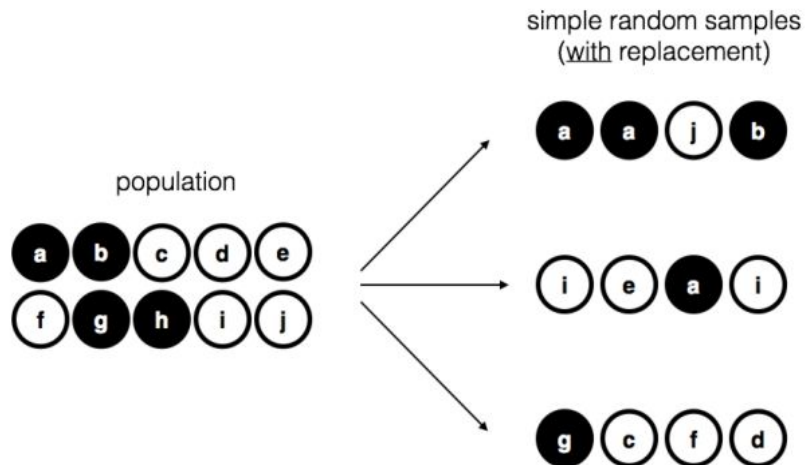 simple random samples
(with replacement)
a a j b
population
a b c d e
f g h i j
i e a i
g c f d